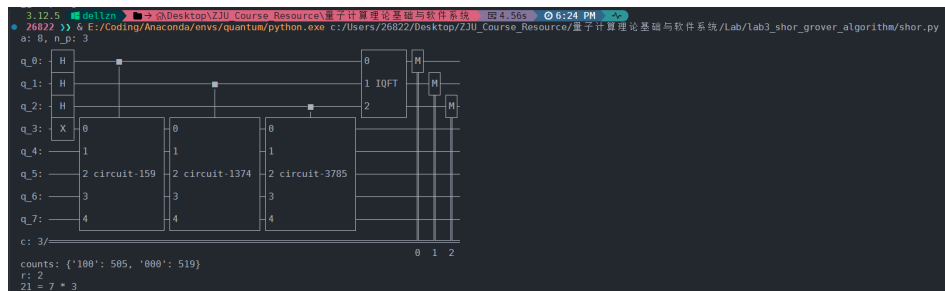 3.12.5 dellzn → \Desktop\ZJU_Course_Resource\量子计算理论基础与软件系统 4.56s 6:24 PM
26822 ❯❯ & E:/Coding/Anaconda/envs/quantum/python.exe c:/Users/26822/Desktop/ZJU_Course_Resource/量子计算理论基础与软件系统/Lab/lab3_shor_grover_algorithm/shor.py
a: 8, n_p: 3
q_0: H 0 M
q_1: H 1 IQFT M
q_2: H 2 M
q_3: X 0 0 0
q_4: 1 1 1
q_5: 2 circuit-159 2 circuit-1374 2 circuit-3785
q_6: 3 3 3
q_7: 4 4 4
c: 3/
0 1 2
counts: {'100': 505, '000': 519}
r: 2
21 = 7 * 3